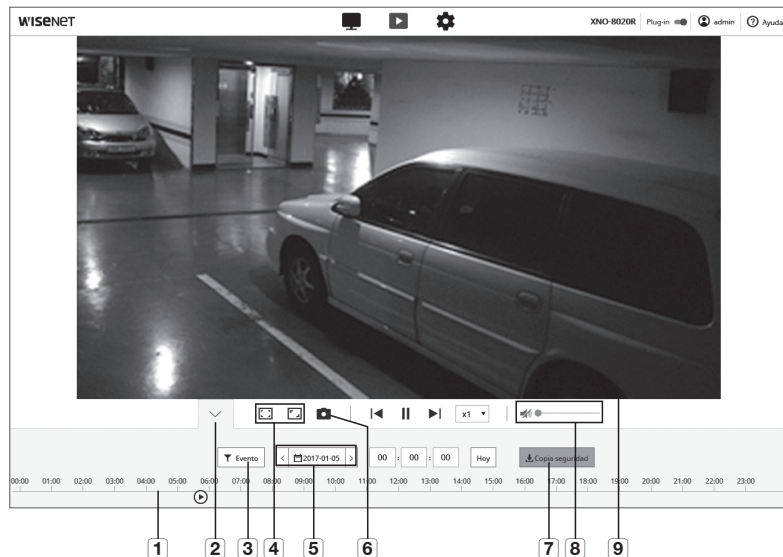 WISENET
XNO-8020R Plug-in admin Ayuda
x1
Evento
2017-01-05
00 : 00 : 00
Hoy
Copia seguridad
00:00 01:00 02:00 03:00 04:00 05:00 06:00 07:00 08:00 09:00 10:00 11:00 12:00 13:00 14:00 15:00 16:00 17:00 18:00 19:00 20:00 21:00 22:00 23:00
1 2 3 4 5 6 7 8 9